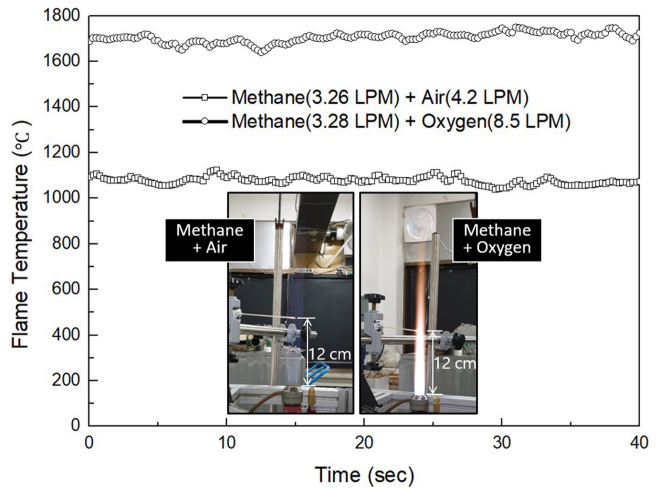 1800
1600
1400
1200
1000
800
600
400
200
0
Flame Temperature (℃)
Methane(3.26 LPM) + Air(4.2 LPM)
Methane(3.28 LPM) + Oxygen(8.5 LPM)
Methane
+ Air
Methane
+ Oxygen
12 cm
12 cm
0
10
20
30
40
Time (sec)